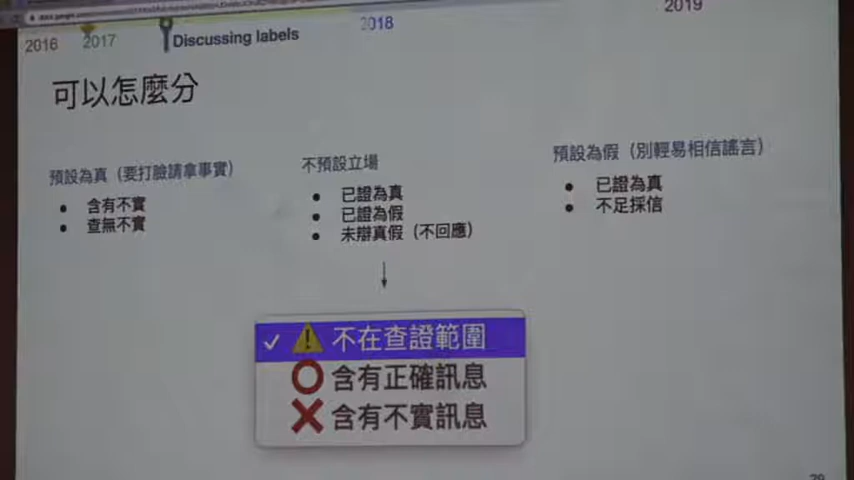 2016
2017
Discussing labels
2018
2019
可以怎麼分
預設為真（要打臉請拿事實）
含有不實
查無不實
不預設立場
已證為真
已證為假
未辯真假（不回應）
預設為假（別輕易相信謠言）
已證為真
不足採信
不在查證範圍
含有正確訊息
含有不實訊息